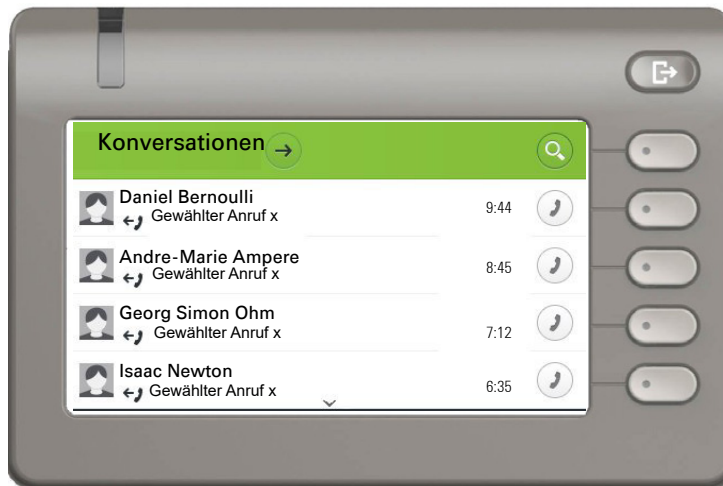 Konversationen
Daniel Bernoulli
Gewählter Anruf x
9:44
Andre-Marie Ampere
Gewählter Anruf x
8:45
Georg Simon Ohm
Gewählter Anruf x
7:12
Isaac Newton
Gewählter Anruf x
6:35